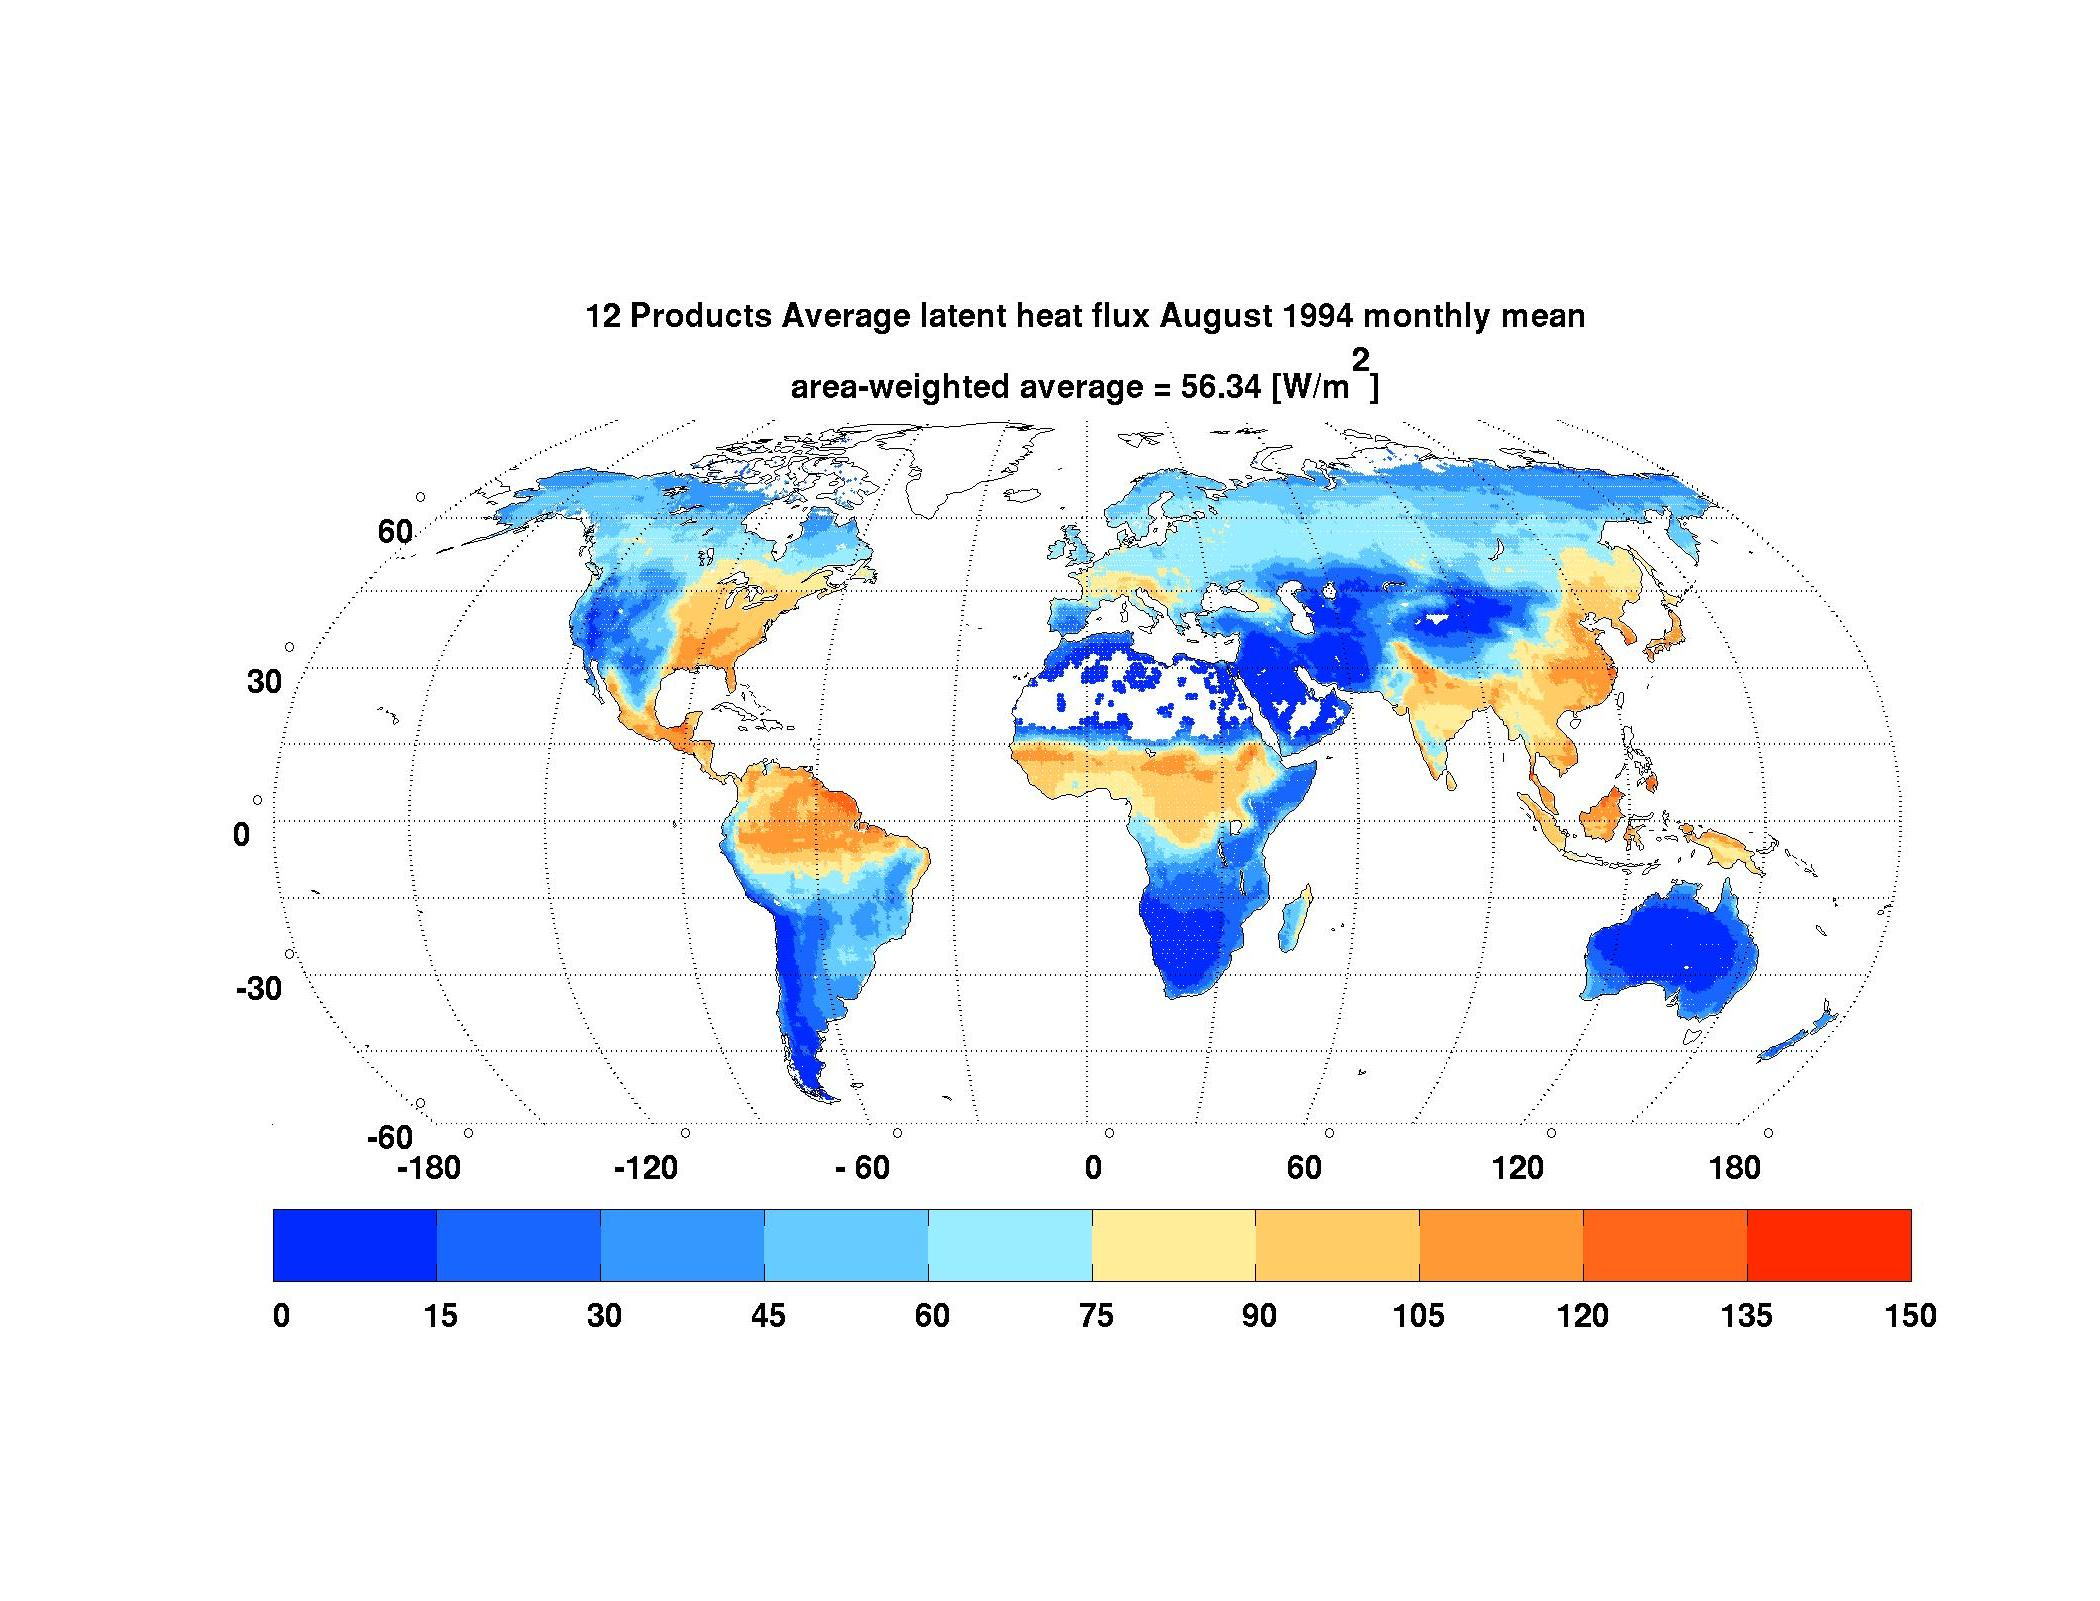 12 Products Average latent heat flux August 1994 monthly mean
area-weighted average = 56.34 [W/m²]
60
30
0
-30
-60
-180 -120 - 60 0 60 120 180
0 15 30 45 60 75 90 105 120 135 150